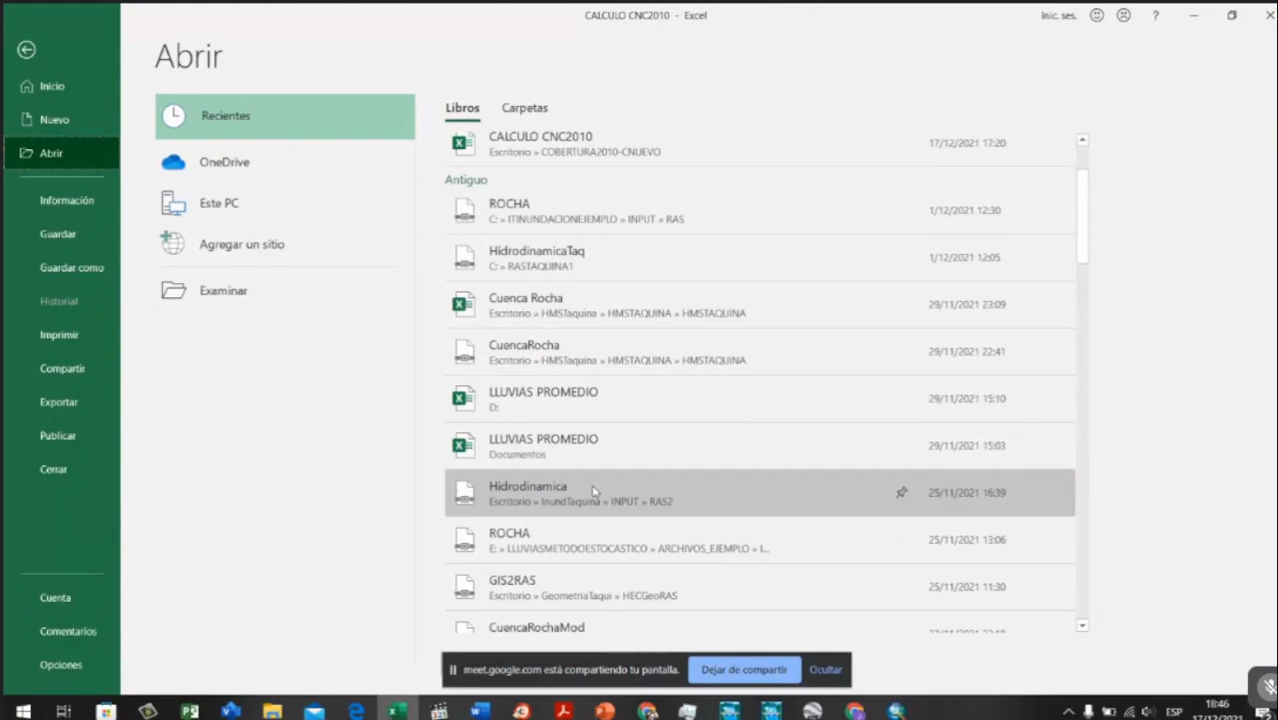 CALCULO CNC2010 - Excel
Inic. ses.
?
Abrir
Inicio
Nuevo
Abrir
Información
Guardar
Guardar como
Historial
Imprimir
Compartir
Exportar
Publicar
Cerrar
Cuenta
Comentarios
Opciones
Recientes
OneDrive
Este PC
Agregar un sitio
Examinar
Libros Carpetas
CALCULO CNC2010 17/12/2021 17:20
Escritorio » COBERTURA2010-CNUEVO
Antiguo
ROCHA 1/12/2021 12:30
C: » ITINUNDACIONEJEMPLO » INPUT » RAS
HidrodinamicaTaq 1/12/2021 12:05
C: » RASTAQUINA1
Cuenca Rocha 29/11/2021 23:09
Escritorio » HMSTaquina » HMSTAQUINA » HMSTAQUINA
CuencaRocha 29/11/2021 22:41
Escritorio » HMSTaquina » HMSTAQUINA » HMSTAQUINA
LLUVIAS PROMEDIO 29/11/2021 15:10
D:
LLUVIAS PROMEDIO 29/11/2021 15:03
Documentos
Hidrodinamica 25/11/2021 16:39
Escritorio » InundTaquina » INPUT » RAS2
ROCHA 25/11/2021 13:06
E: » LLUVIASMETODOESTOCASTICO » ARCHIVOS_EJEMPLO » I...
GIS2RAS 25/11/2021 11:30
Escritorio » GeometriaTaqui » HECGeoRAS
CuencaRochaMod
meet.google.com está compartiendo tu pantalla. Dejar de compartir Ocultar
ESP
18:46
17/12/2021